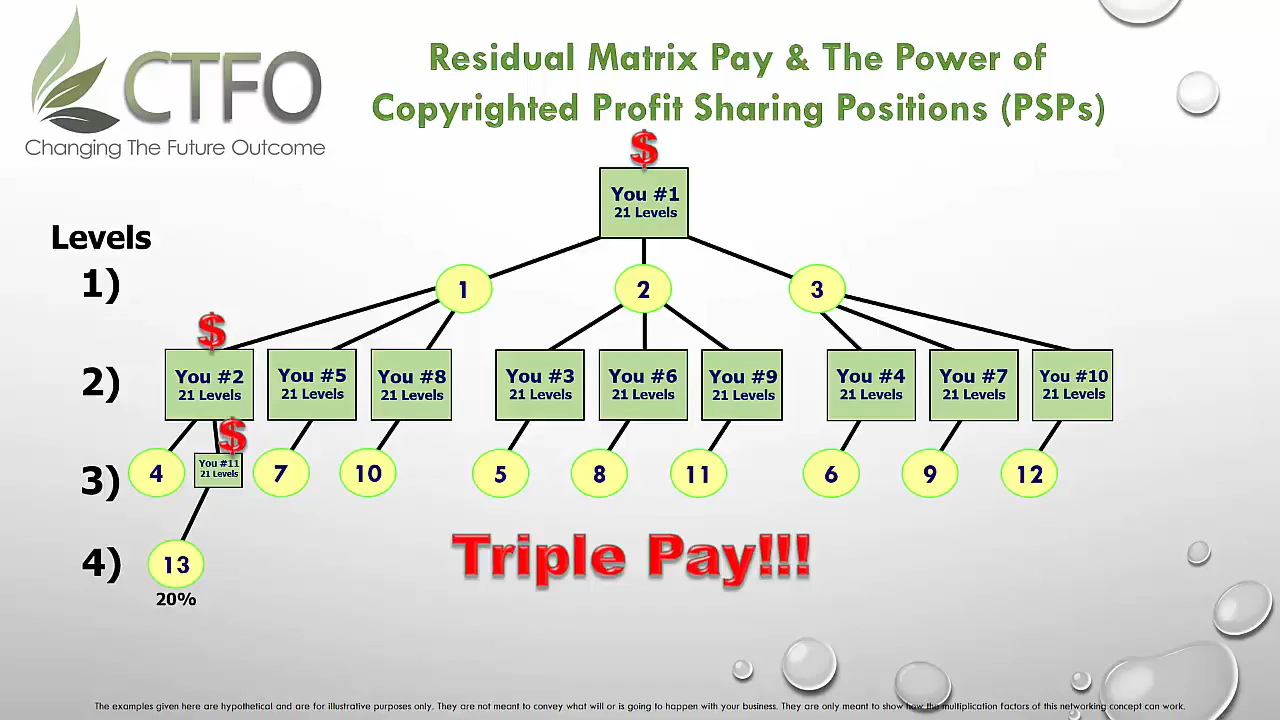 CTFO
Changing The Future Outcome
Residual Matrix Pay & The Power of
Copyrighted Profit Sharing Positions (PSPs)
$
You #1
21 Levels
Levels
1)
1
2
3
$
2)
You #2
21 Levels
You #5
21 Levels
You #8
21 Levels
You #3
21 Levels
You #6
21 Levels
You #9
21 Levels
You #4
21 Levels
You #7
21 Levels
You #10
21 Levels
$
3)
4
You #11
21 Levels
7
10
5
8
11
6
9
12
4)
13
20%
Triple Pay!!!
The examples given here are hypothetical and are for illustrative purposes only. They are not meant to convey what will or is going to happen with your business. They are only meant to show how the multiplication factors of this networking concept can work.